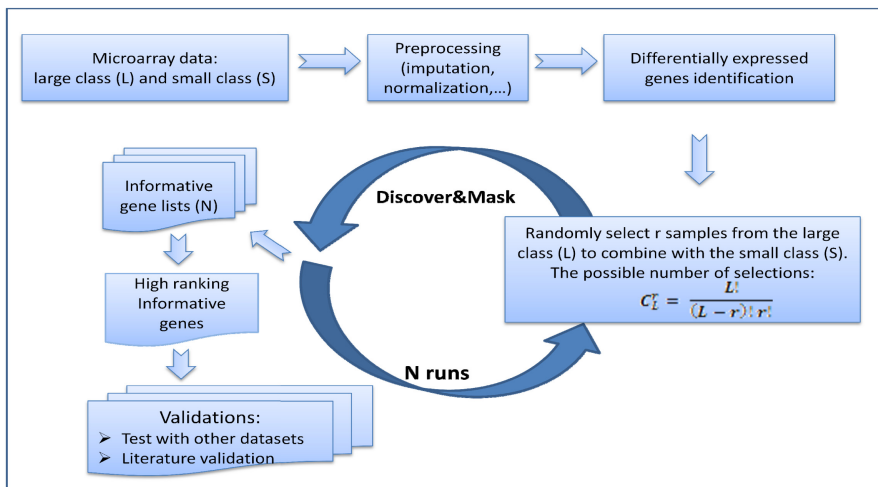 Microarray data:
large class (L) and small class (S)
Preprocessing
(imputation,
normalization,...)
Differentially expressed
genes identification
Randomly select r samples from the large
class (L) to combine with the small class (S).
The possible number of selections:
C_L^r = L! / ((L − r)! r!)
Discover&Mask
N runs
Informative
gene lists (N)
High ranking
Informative
genes
Validations:
➢ Test with other datasets
➢ Literature validation